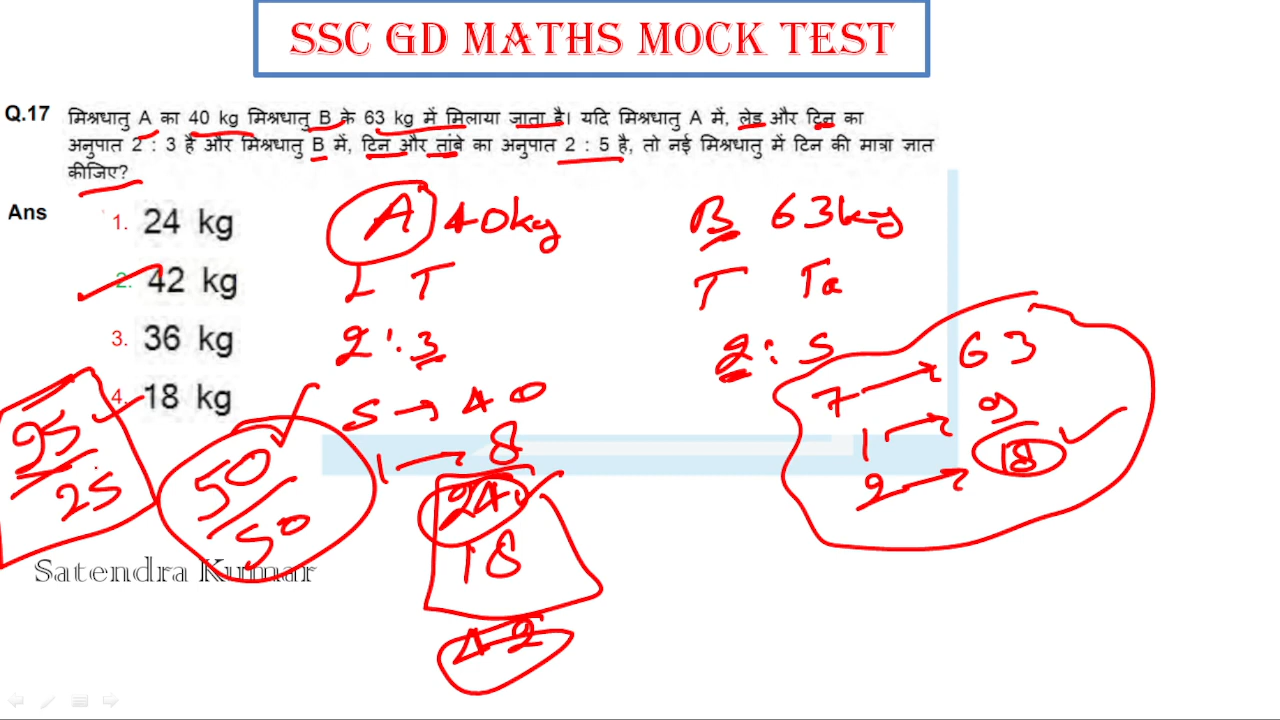 SSC GD MATHS MOCK TEST
Q.17 मिश्रधातु A का 40 kg मिश्रधातु B के 63 kg में मिलाया जाता है। यदि मिश्रधातु A में, लेड और टिन का
अनुपात 2 : 3 है और मिश्रधातु B में, टिन और तांबे का अनुपात 2 : 5 है, तो नई मिश्रधातु में टिन की मात्रा ज्ञात
कीजिए?
Ans
1. 24 kg
2. 42 kg
3. 36 kg
4. 18 kg
A 40kg
L T
2 : 3
5 → 40
1 → 8
24
18
42
B 63kg
T Ta
2 : 5
7 → 63
1 → 9
2 → 18
95
25
50
50
Satendra Kumar